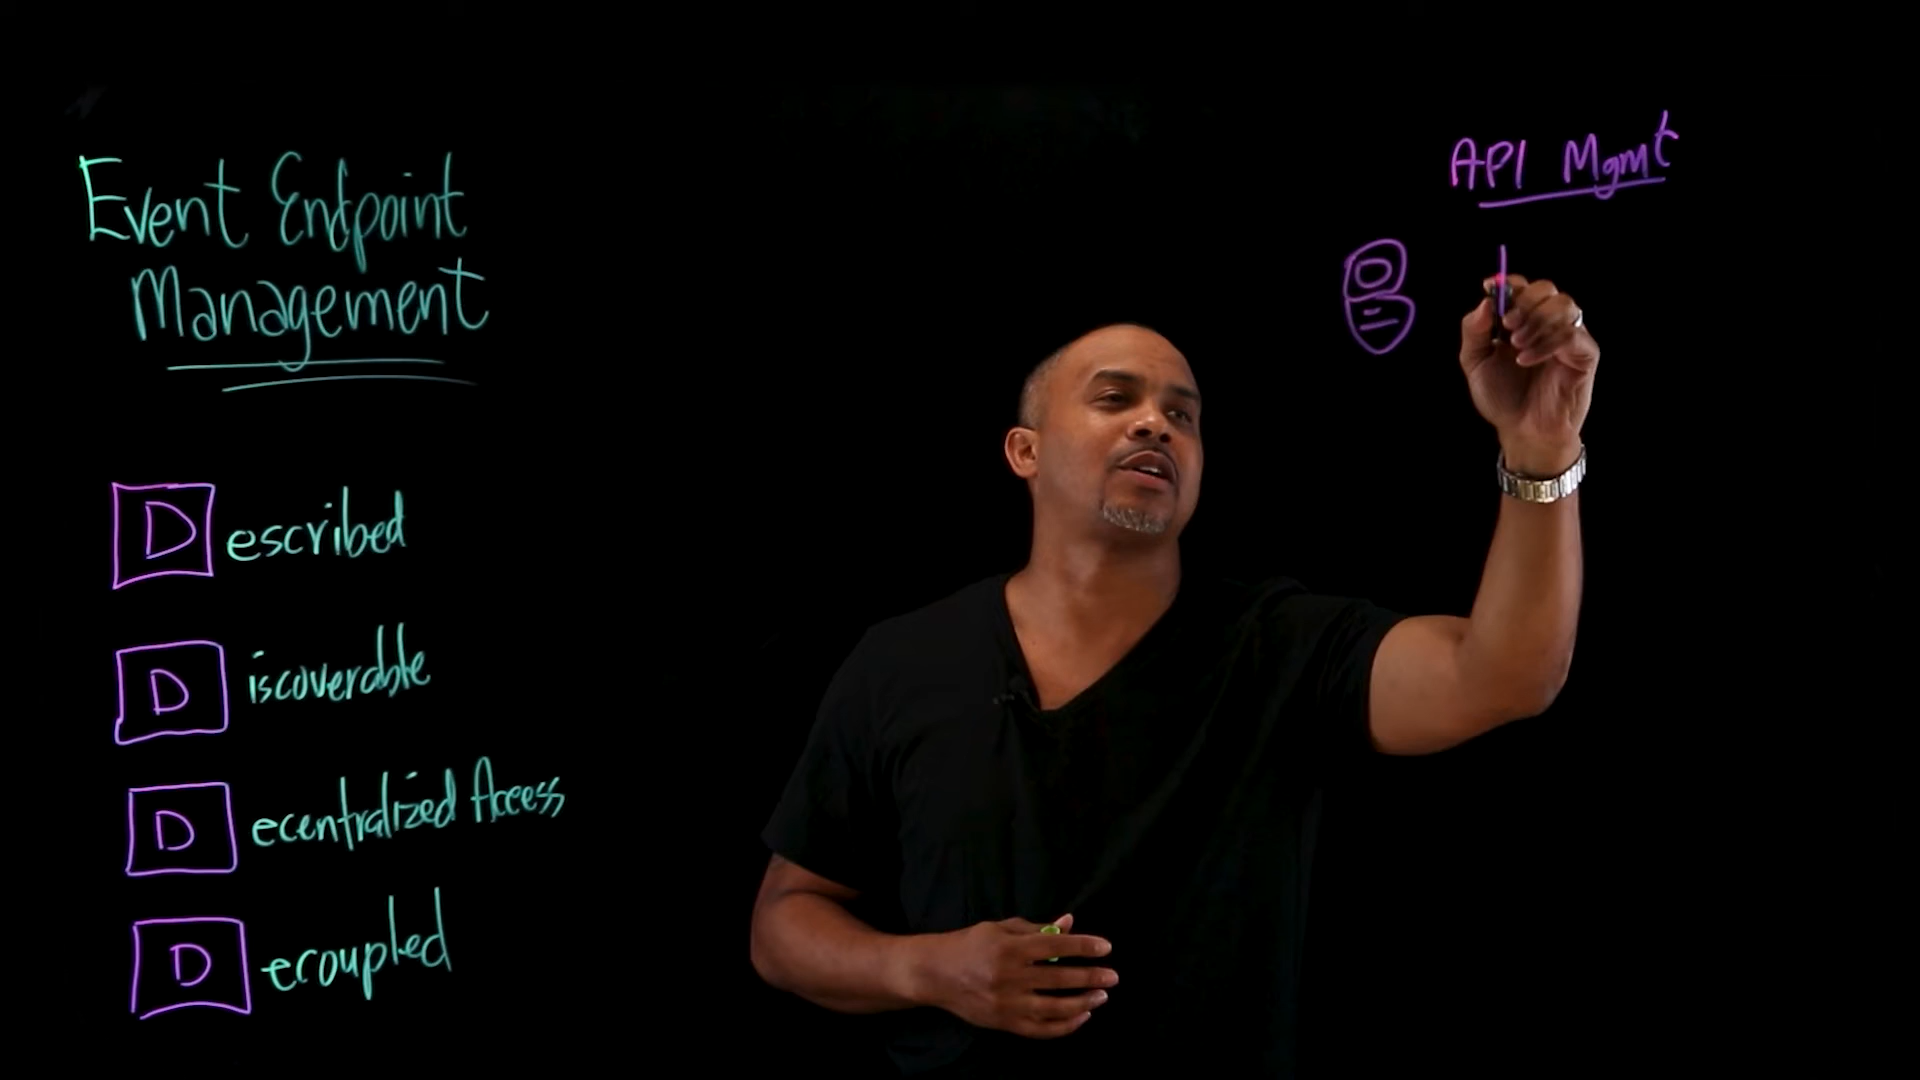 Event Endpoint
Management
Described
Discoverable
Decentralized Access
Decoupled
API Mgmt